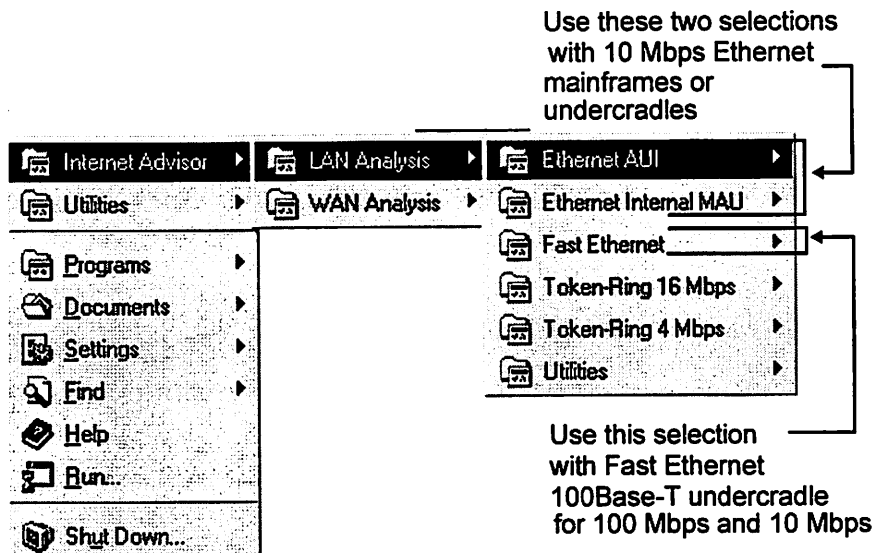 Use these two selections
with 10 Mbps Ethernet
mainframes or
undercradles
Internet Advisor
Utilities
Programs
Documents
Settings
Find
Help
Run...
Shut Down...
LAN Analysis
WAN Analysis
Ethernet AUI
Ethernet Internal MAU
Fast Ethernet
Token-Ring 16 Mbps
Token-Ring 4 Mbps
Utilities
Use this selection
with Fast Ethernet
100Base-T undercradle
for 100 Mbps and 10 Mbps